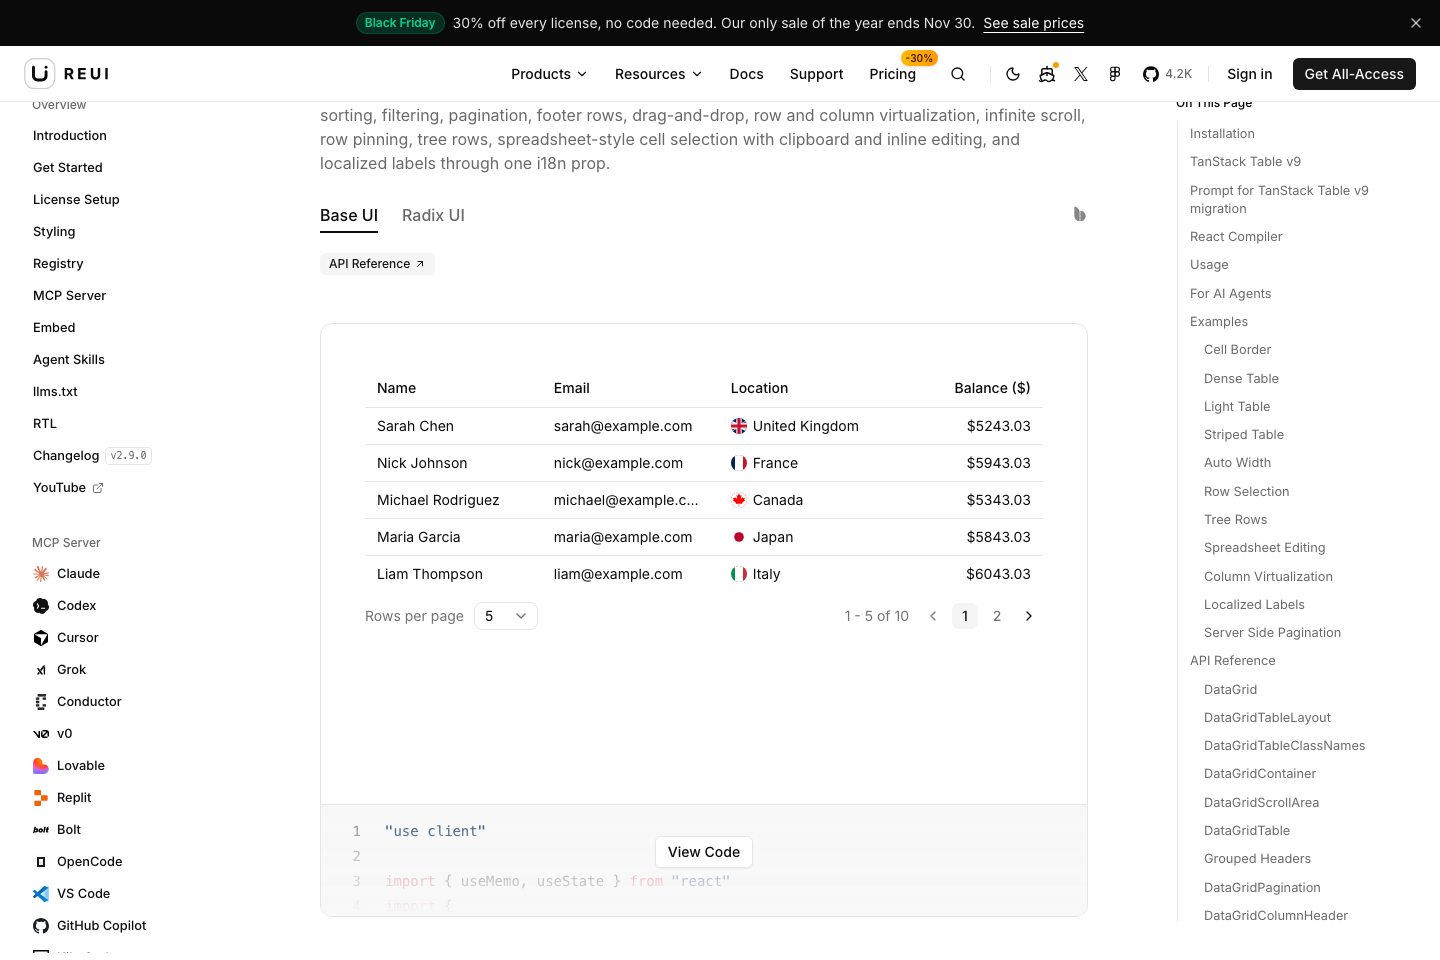 Black Friday 30% off every license, no code needed. Our only sale of the year ends Nov 30. See sale prices
REUI
Products
Resources
Docs
Support
Pricing
-30%
4.2K
Sign in
Get All-Access
Overview
Introduction
Get Started
License Setup
Styling
Registry
MCP Server
Embed
Agent Skills
llms.txt
RTL
Changelog v2.9.0
YouTube
MCP Server
Claude
Codex
Cursor
Grok
Conductor
v0
Lovable
Replit
Bolt
OpenCode
VS Code
GitHub Copilot
sorting, filtering, pagination, footer rows, drag-and-drop, row and column virtualization, infinite scroll,
row pinning, tree rows, spreadsheet-style cell selection with clipboard and inline editing, and
localized labels through one i18n prop.
Base UI Radix UI
API Reference
Name Email Location Balance ($)
Sarah Chen sarah@example.com United Kingdom $5243.03
Nick Johnson nick@example.com France $5943.03
Michael Rodriguez michael@example.c... Canada $5343.03
Maria Garcia maria@example.com Japan $5843.03
Liam Thompson liam@example.com Italy $6043.03
Rows per page 5 1 - 5 of 10 1 2
1 "use client"
2
View Code
3 import { useMemo, useState } from "react"
4 import {
On This Page
Installation
TanStack Table v9
Prompt for TanStack Table v9
migration
React Compiler
Usage
For AI Agents
Examples
Cell Border
Dense Table
Light Table
Striped Table
Auto Width
Row Selection
Tree Rows
Spreadsheet Editing
Column Virtualization
Localized Labels
Server Side Pagination
API Reference
DataGrid
DataGridTableLayout
DataGridTableClassNames
DataGridContainer
DataGridScrollArea
DataGridTable
Grouped Headers
DataGridPagination
DataGridColumnHeader